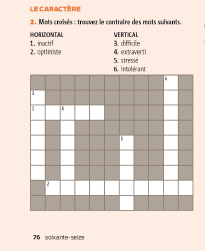 LE CARACTÈRE
2. Mots croisés : trouvez le contraire des mots suivants.
HORIZONTAL
1. inactif
2. optimiste
VERTICAL
3. difficile
4. extraverti
5. stressé
6. intolérant
6
3
1 4
5
2
76 soixante-seize